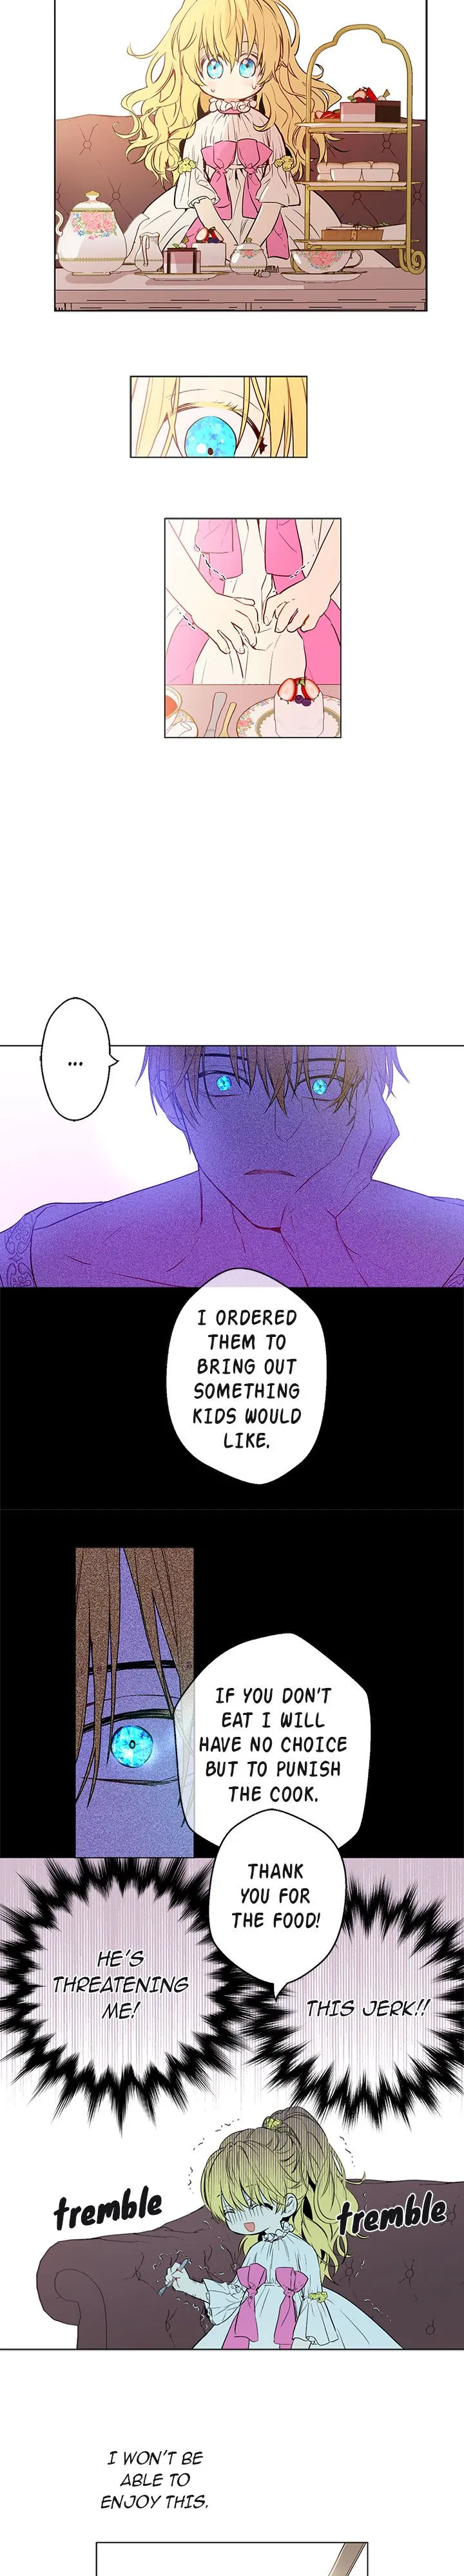 ...
I ORDERED
THEM TO
BRING OUT
SOMETHING
KIDS WOULD
LIKE.
IF YOU DON'T
EAT I WILL
HAVE NO CHOICE
BUT TO PUNISH
THE COOK.
THANK
YOU FOR
THE FOOD!
HE'S
THREATENING
ME!
THIS JERK!!
tremble
tremble
I WON'T BE
ABLE TO
ENJOY THIS.